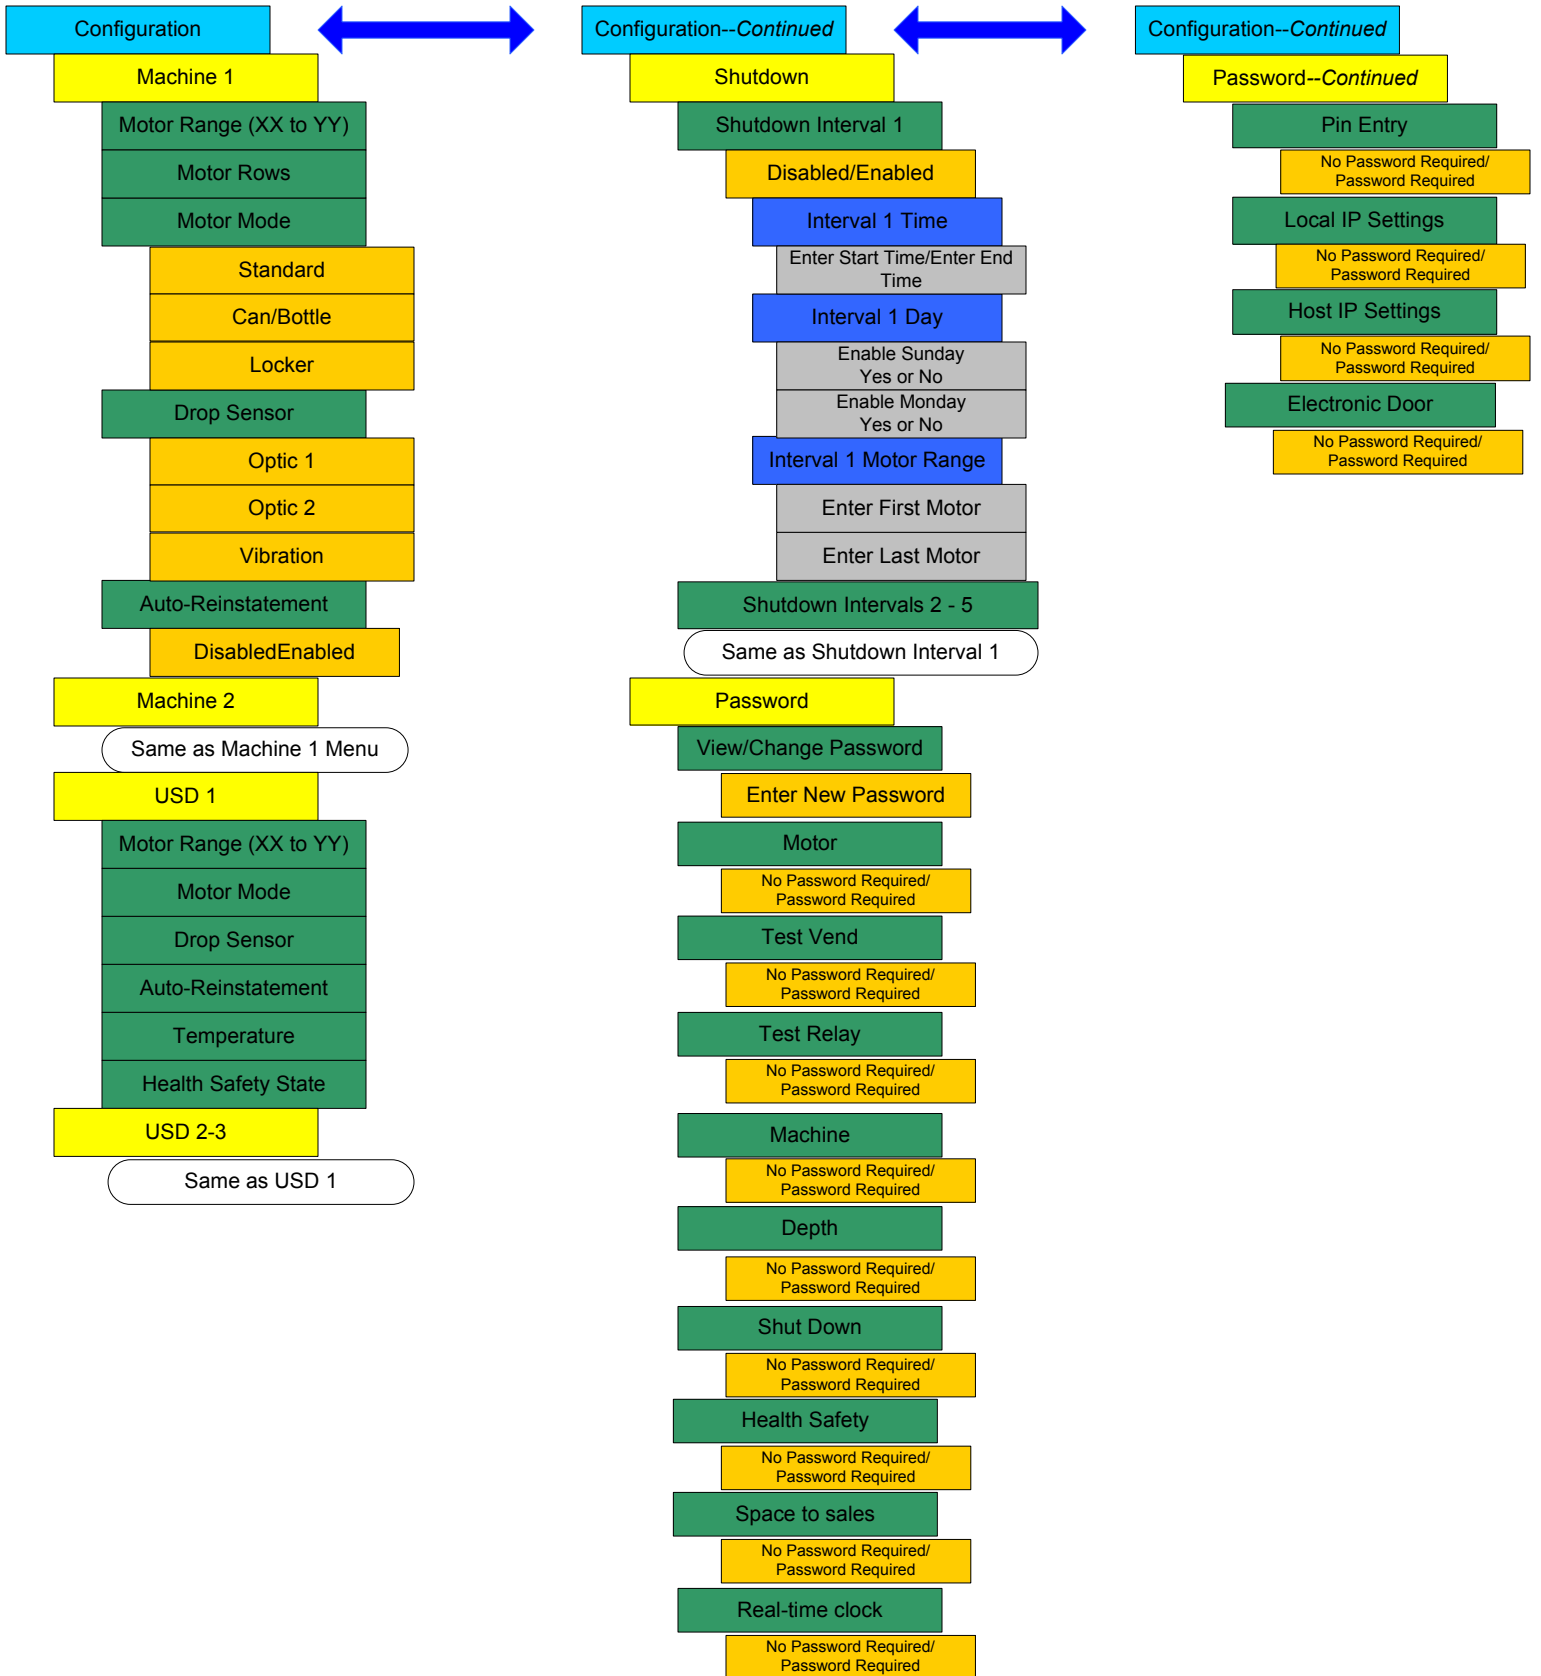 Configuration
Machine 1
Motor Range (XX to YY)
Motor Rows
Motor Mode
Standard
Can/Bottle
Locker
Drop Sensor
Optic 1
Optic 2
Vibration
Auto-Reinstatement
DisabledEnabled
Machine 2
Same as Machine 1 Menu
USD 1
Motor Range (XX to YY)
Motor Mode
Drop Sensor
Auto-Reinstatement
Temperature
Health Safety State
USD 2-3
Same as USD 1
Configuration--Continued
Shutdown
Shutdown Interval 1
Disabled/Enabled
Interval 1 Time
Enter Start Time/Enter End
Time
Interval 1 Day
Enable Sunday
Yes or No
Enable Monday
Yes or No
Interval 1 Motor Range
Enter First Motor
Enter Last Motor
Shutdown Intervals 2 - 5
Same as Shutdown Interval 1
Password
View/Change Password
Enter New Password
Motor
No Password Required/
Password Required
Test Vend
No Password Required/
Password Required
Test Relay
No Password Required/
Password Required
Machine
No Password Required/
Password Required
Depth
No Password Required/
Password Required
Shut Down
No Password Required/
Password Required
Health Safety
No Password Required/
Password Required
Space to sales
No Password Required/
Password Required
Real-time clock
No Password Required/
Password Required
Configuration--Continued
Password--Continued
Pin Entry
No Password Required/
Password Required
Local IP Settings
No Password Required/
Password Required
Host IP Settings
No Password Required/
Password Required
Electronic Door
No Password Required/
Password Required